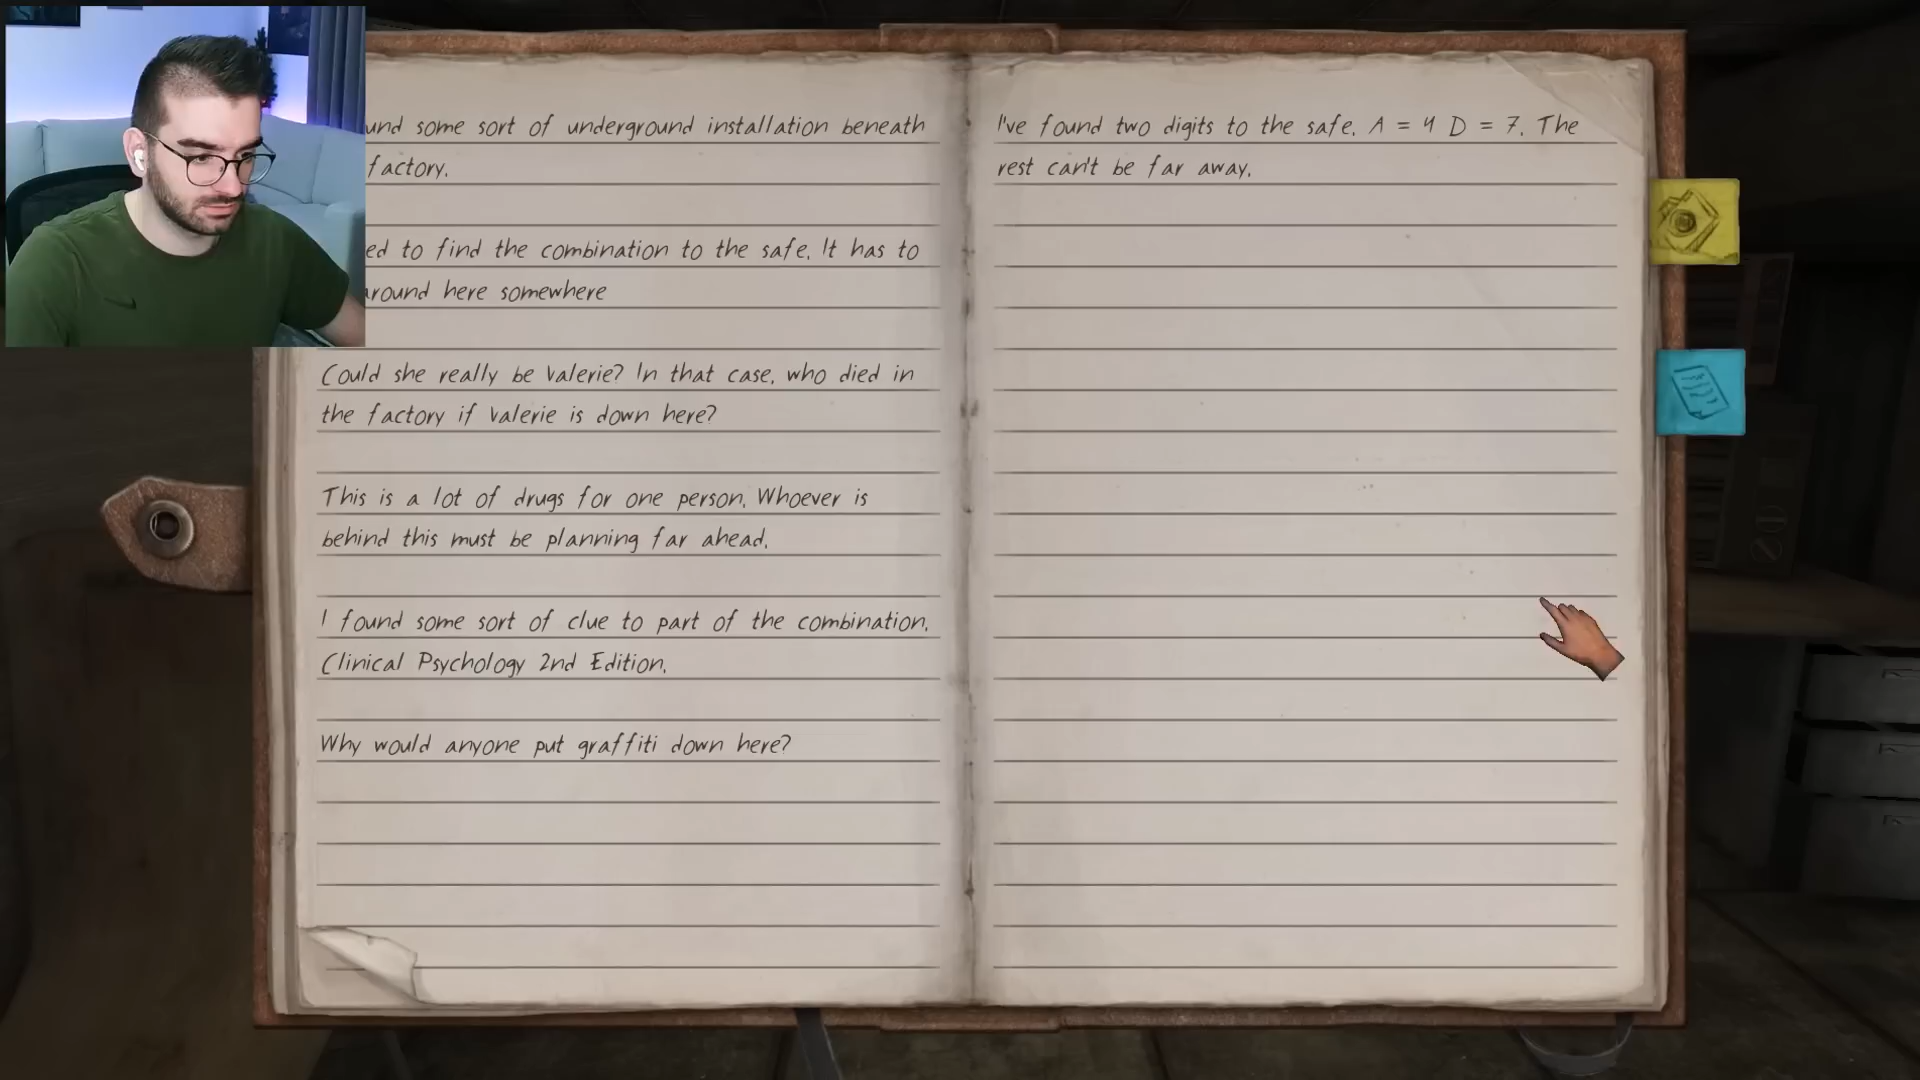 und some sort of underground installation beneath
factory.
ed to find the combination to the safe. It has to
around here somewhere
Could she really be Valerie? In that case, who died in
the factory if Valerie is down here?
This is a lot of drugs for one person. Whoever is
behind this must be planning far ahead.
I found some sort of clue to part of the combination.
Clinical Psychology 2nd Edition.
Why would anyone put graffiti down here?
I've found two digits to the safe. A = 4 D = 7. The
rest can't be far away.